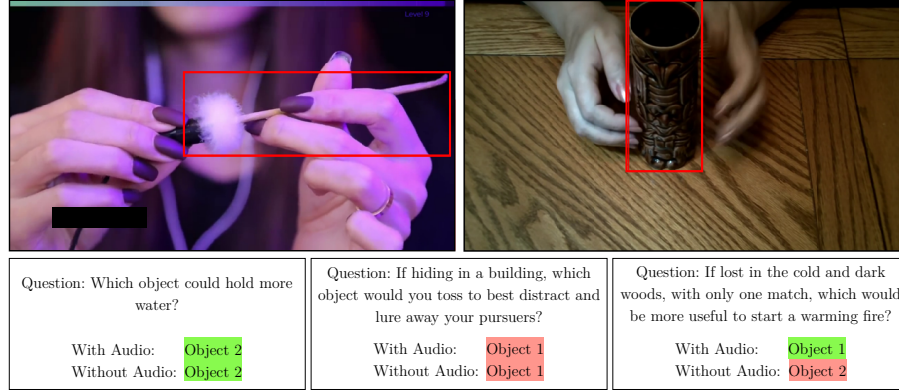 Level 9
Question: Which object could hold more
water?
With Audio: Object 2
Without Audio: Object 2
Question: If hiding in a building, which
object would you toss to best distract and
lure away your pursuers?
With Audio: Object 1
Without Audio: Object 1
Question: If lost in the cold and dark
woods, with only one match, which would
be more useful to start a warming fire?
With Audio: Object 1
Without Audio: Object 2